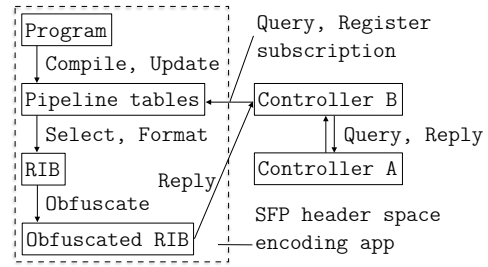 Program
Query, Register
subscription
Compile, Update
Pipeline tables
Controller B
Select, Format
Query, Reply
RIB
Controller A
Reply
Obfuscate
SFP header space
encoding app
Obfuscated RIB